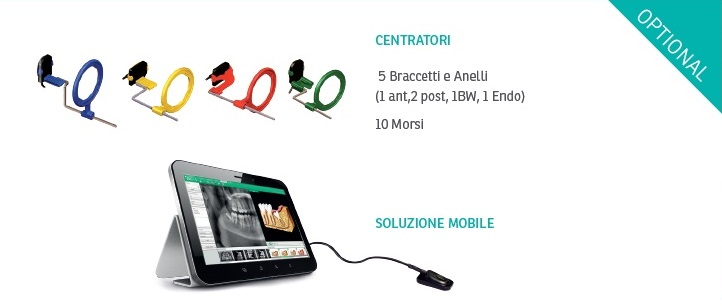 OPTIONAL
CENTRATORI
5 Braccetti e Anelli
(1 ant,2 post, 1BW, 1 Endo)
10 Morsi
SOLUZIONE MOBILE